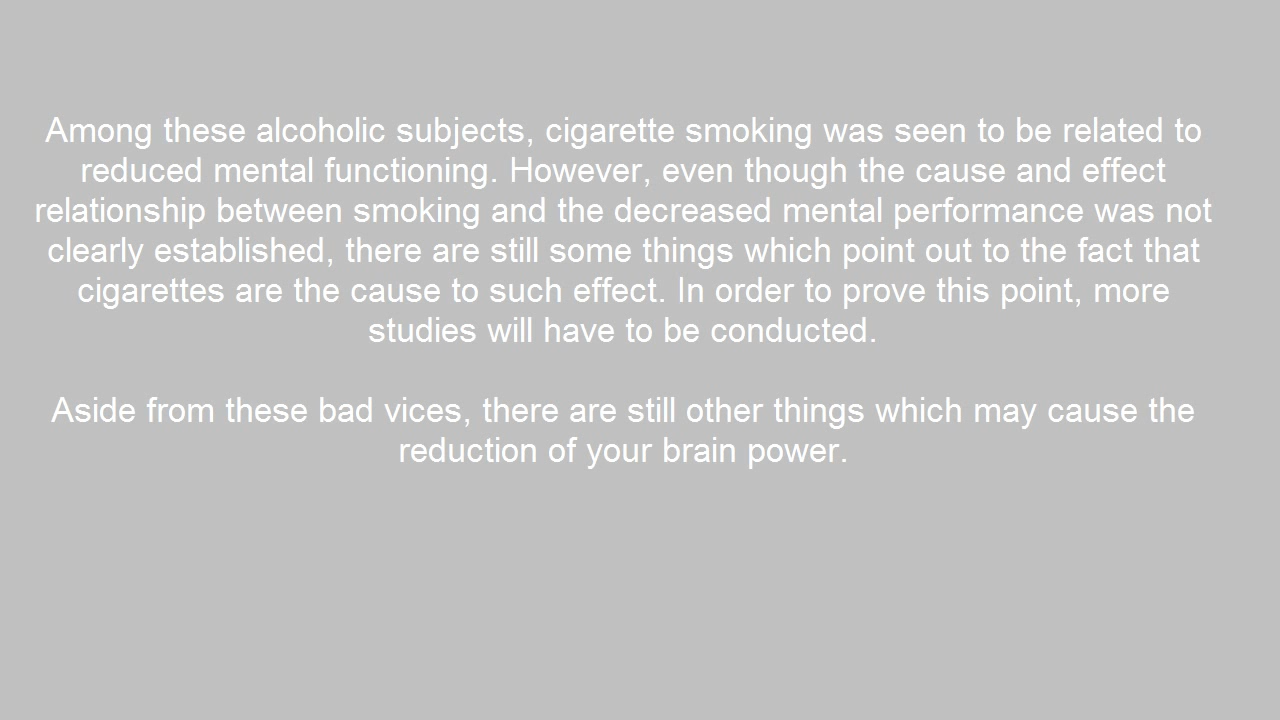 Among these alcoholic subjects, cigarette smoking was seen to be related to
reduced mental functioning. However, even though the cause and effect
relationship between smoking and the decreased mental performance was not
clearly established, there are still some things which point out to the fact that
cigarettes are the cause to such effect. In order to prove this point, more
studies will have to be conducted.
Aside from these bad vices, there are still other things which may cause the
reduction of your brain power.